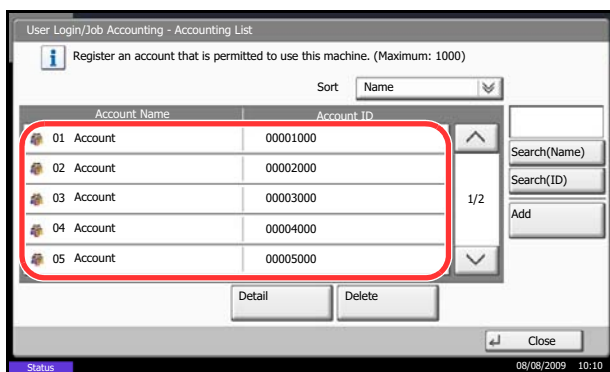 User Login/Job Accounting - Accounting List
Register an account that is permitted to use this machine. (Maximum: 1000)
Sort Name
Account Name Account ID
01 Account 00001000
02 Account 00002000
03 Account 00003000
04 Account 00004000
05 Account 00005000
1/2
Search(Name)
Search(ID)
Add
Detail Delete
Close
Status 08/08/2009 10:10